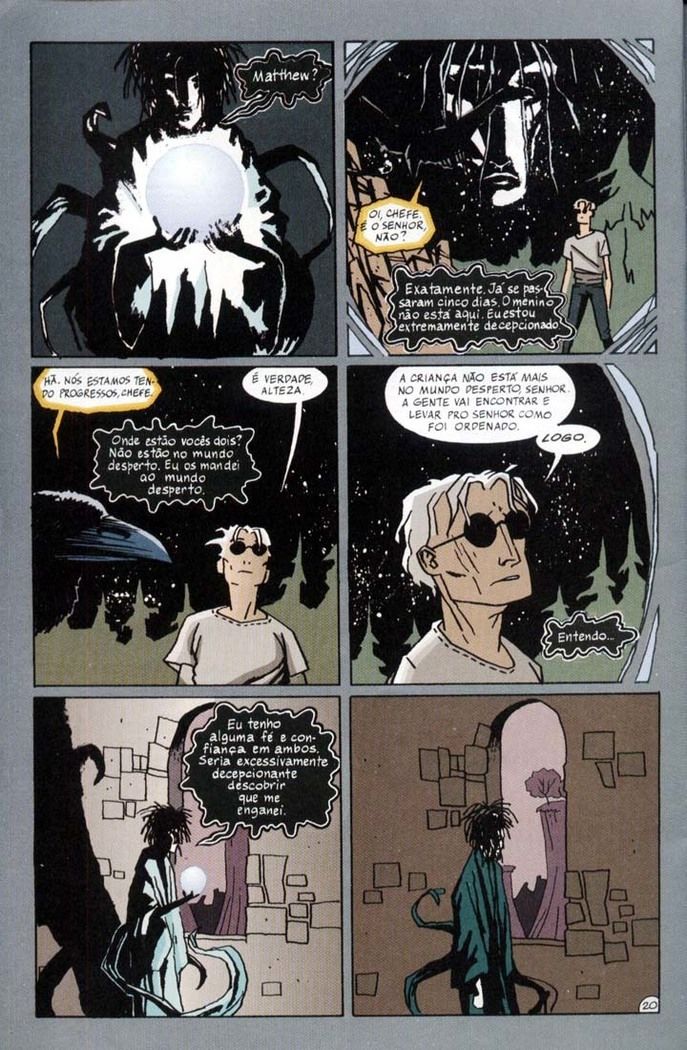 Matthew?
OI, CHEFE.
É O SENHOR,
NÃO?
Exatamente. Já se pas-
saram cinco dias. O menino
não está aqui. Eu estou
extremamente decepcionado
HÃ. NÓS ESTAMOS TEN-
DO PROGRESSOS, CHEFE.
É VERDADE,
ALTEZA.
Onde estão vocês dois?
Não estão no mundo
desperto. Eu os mandei
ao mundo
desperto.
A CRIANÇA NÃO ESTÁ MAIS
NO MUNDO DESPERTO, SENHOR.
A GENTE VAI ENCONTRAR E
LEVAR PRO SENHOR COMO
FOI ORDENADO.
LOGO.
Entendo...
Eu tenho
alguma fé e con-
fiança em ambos.
Seria excessivamente
decepcionante
descobrir
que me
enganei.
20